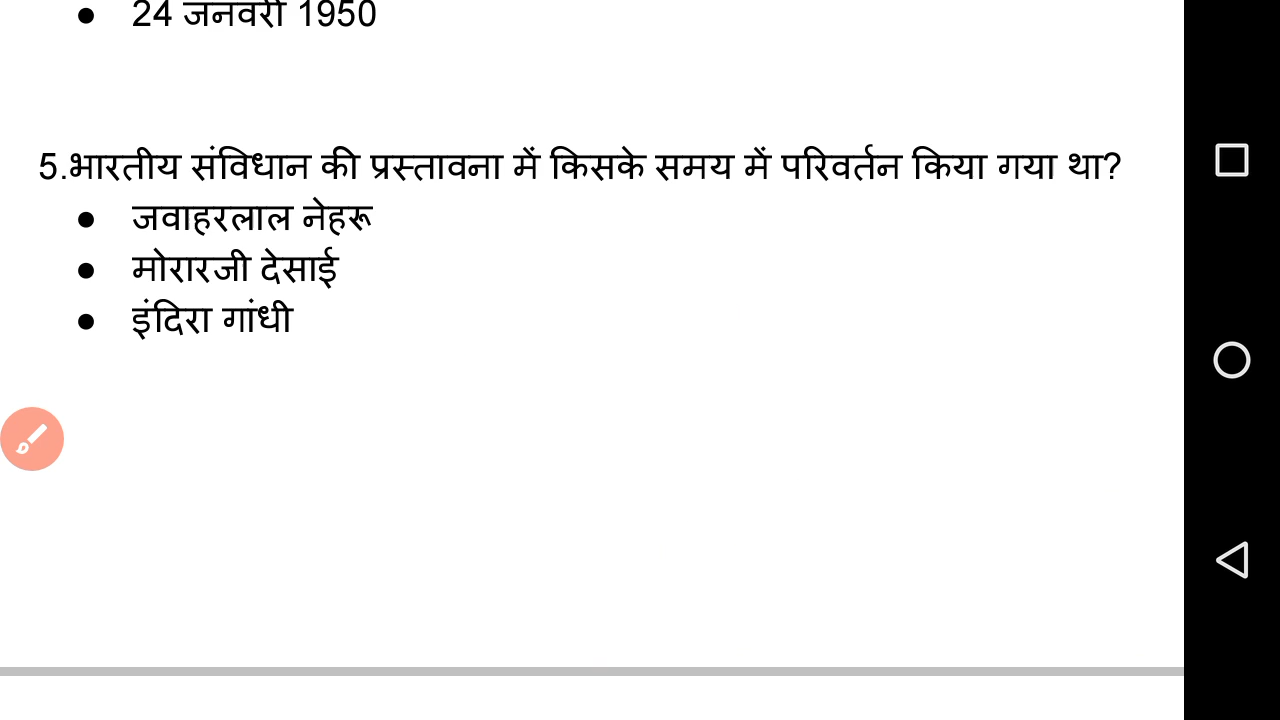 ● 24 जनवरी 1950
5.भारतीय संविधान की प्रस्तावना में किसके समय में परिवर्तन किया गया था?
● जवाहरलाल नेहरू
● मोरारजी देसाई
● इंदिरा गांधी